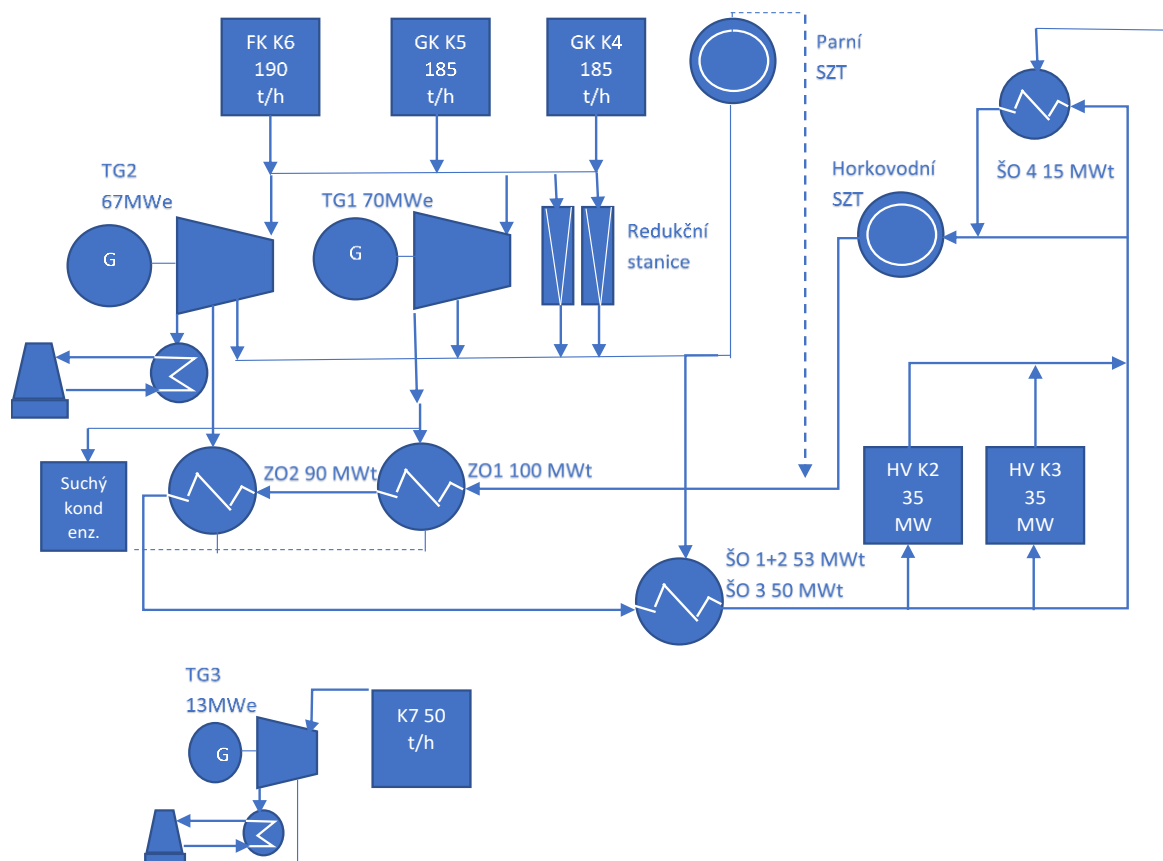 FK K6
190
t/h
GK K5
185
t/h
GK K4
185
t/h
Parní
SZT
ŠO 4 15 MWt
TG2
67MWe
G
TG1 70MWe
G
Redukční
stanice
Horkovodní
SZT
Suchý
kond
enz.
ZO2 90 MWt
ZO1 100 MWt
HV K2
35
MW
HV K3
35
MW
ŠO 1+2 53 MWt
ŠO 3 50 MWt
TG3
13MWe
G
K7 50
t/h